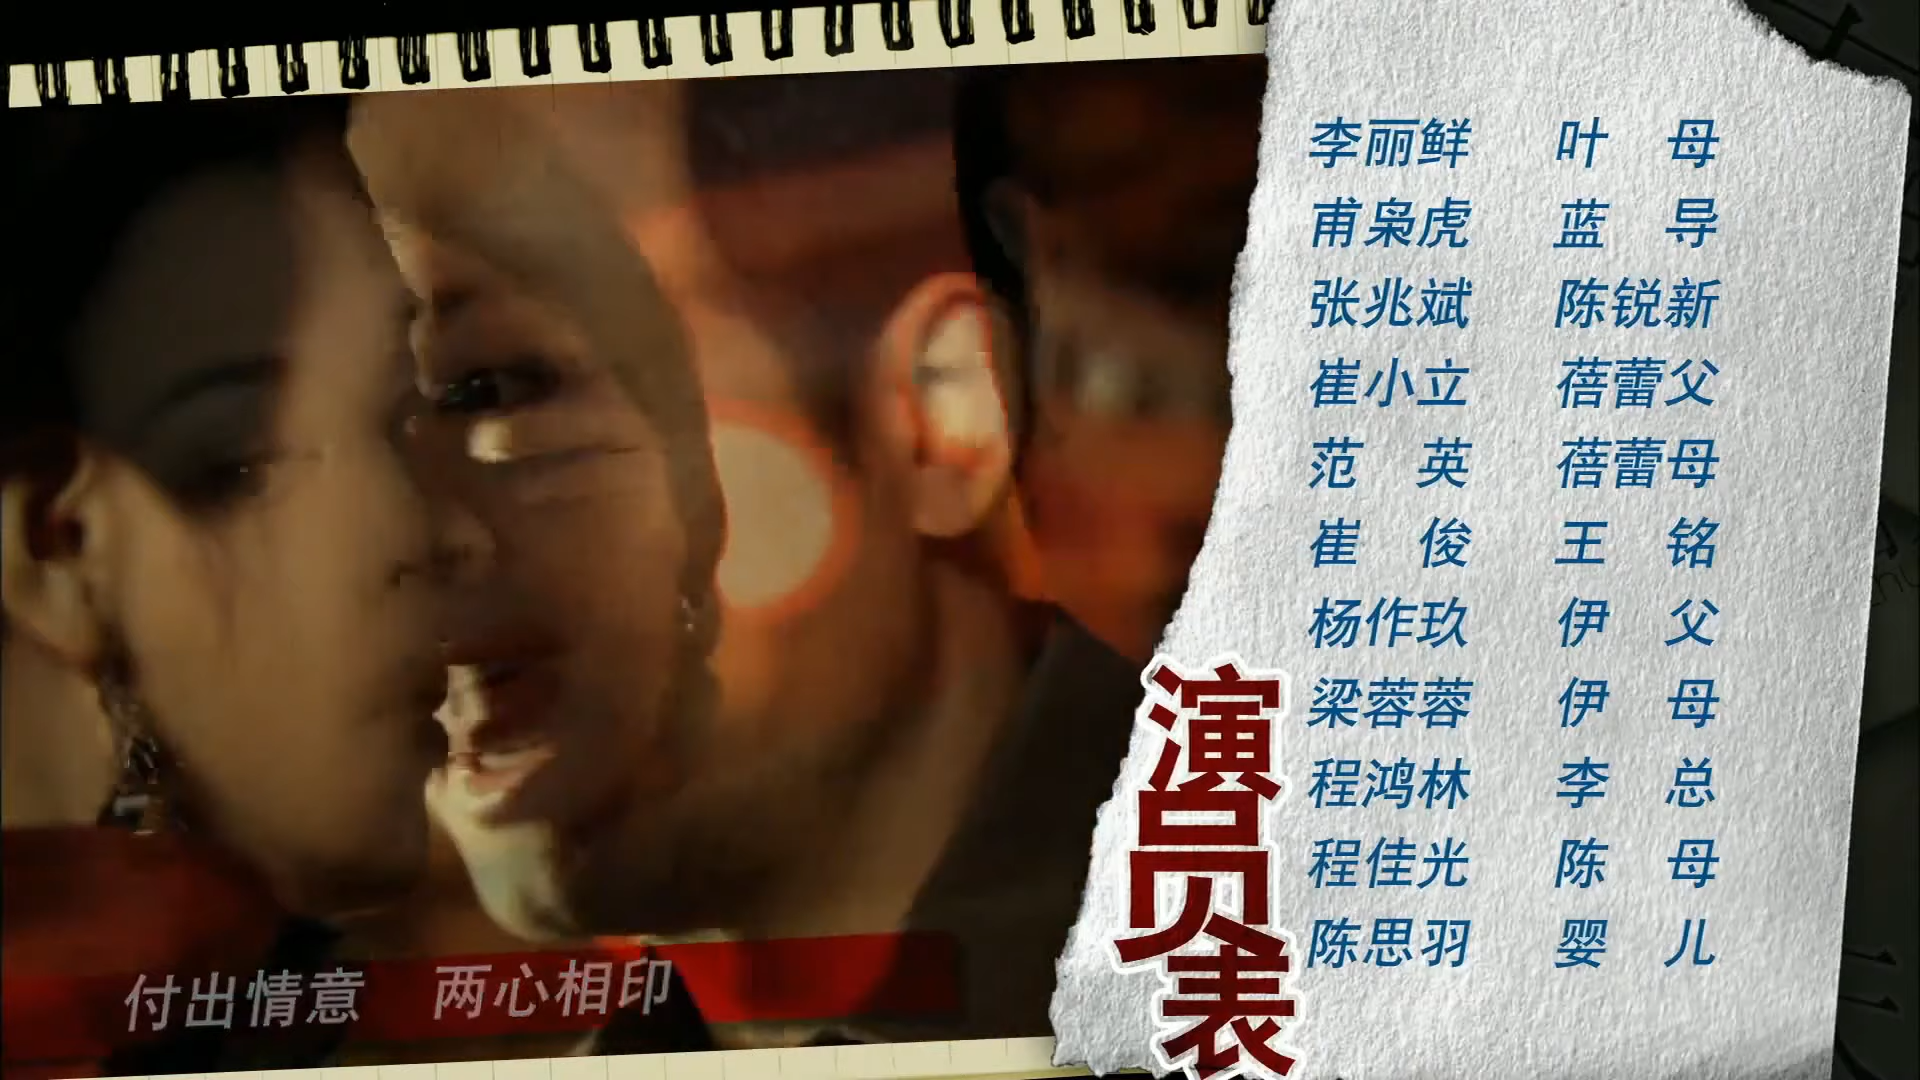 李丽鲜 叶 母
甫枭虎 蓝 导
张兆斌 陈锐新
崔小立 蓓蕾父
范 英 蓓蕾母
崔 俊 王 铭
杨作玖 伊 父
梁蓉蓉 伊 母
程鸿林 李 总
程佳光 陈 母
陈思羽 婴 儿
演员表
付出情意 两心相印